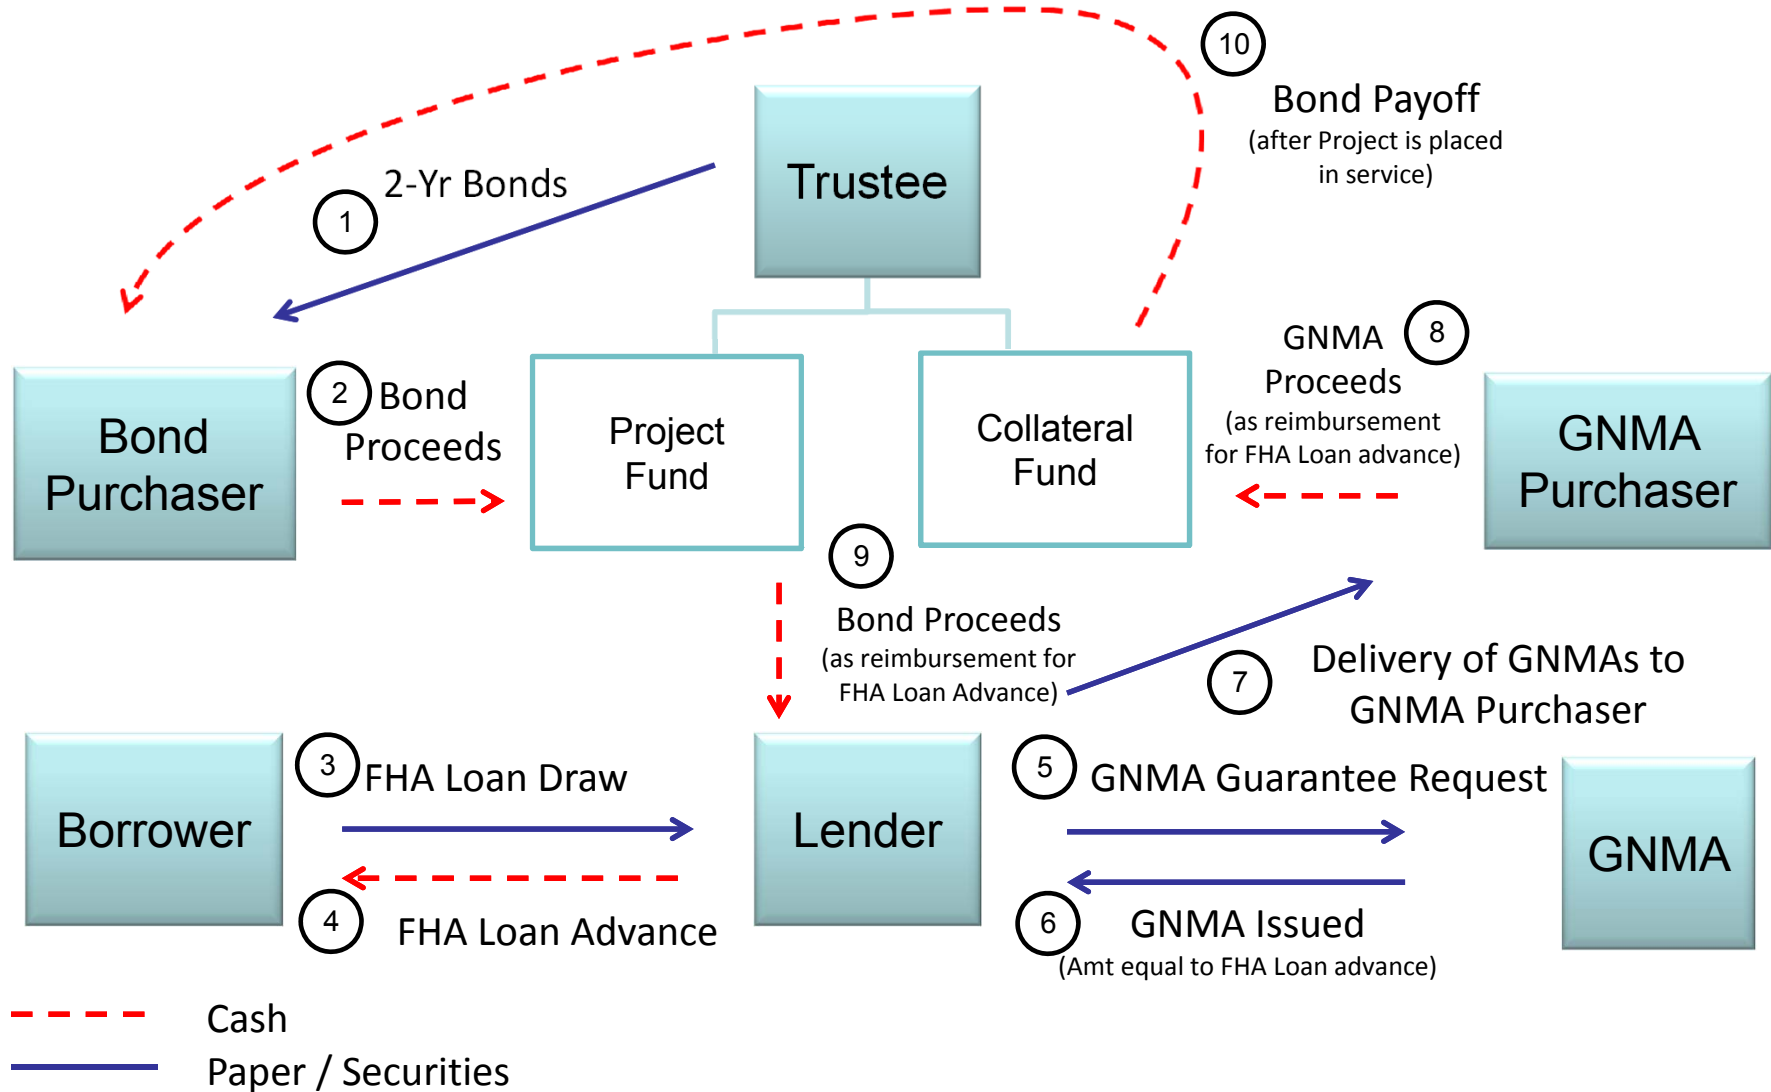 10
Bond Payoff
(after Project is placed
in service)
Trustee
2-Yr Bonds
1
8
GNMA
Proceeds
(as reimbursement
for FHA Loan advance)
2
Bond
Proceeds
Bond
Purchaser
Project
Fund
Collateral
Fund
GNMA
Purchaser
9
Bond Proceeds
(as reimbursement for
FHA Loan Advance)
7
Delivery of GNMAs to
GNMA Purchaser
3
FHA Loan Draw
5
GNMA Guarantee Request
Borrower
Lender
GNMA
4
FHA Loan Advance
6
GNMA Issued
(Amt equal to FHA Loan advance)
Cash
Paper / Securities